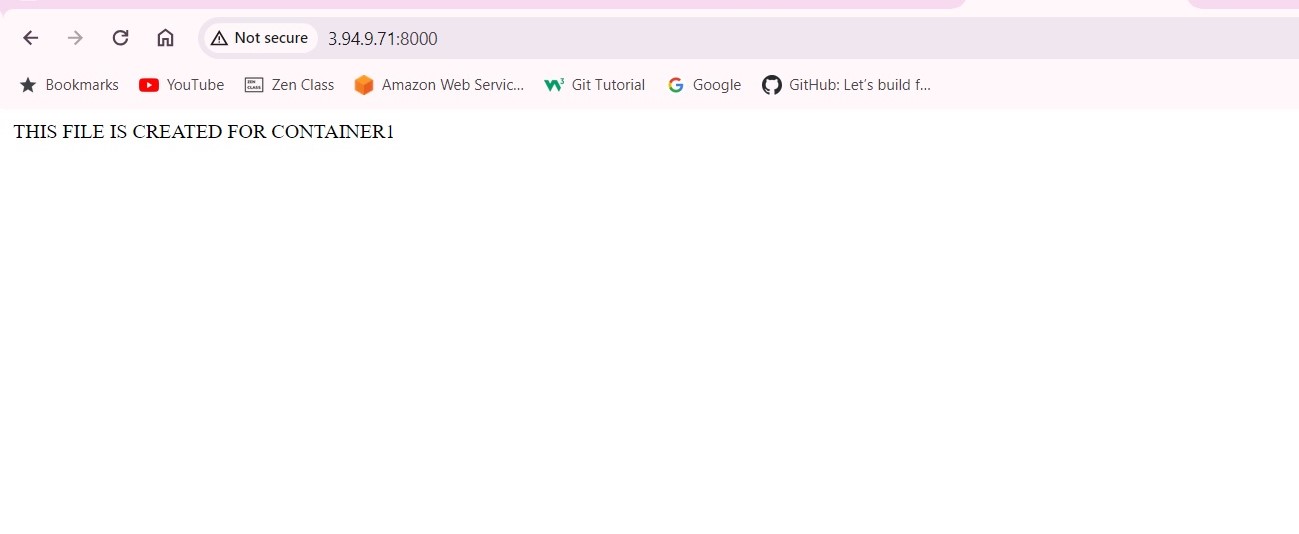 Not secure 3.94.9.71:8000
Bookmarks YouTube Zen Class Amazon Web Servic... Git Tutorial Google GitHub: Let's build f...
THIS FILE IS CREATED FOR CONTAINER1